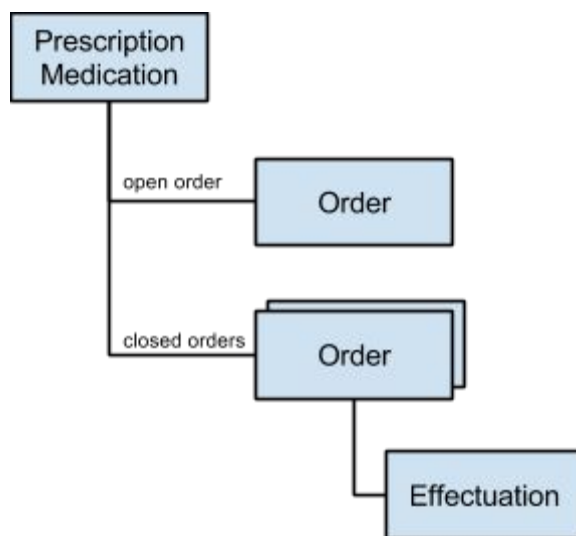 Prescription
Medication
open order
Order
closed orders
Order
Effectuation